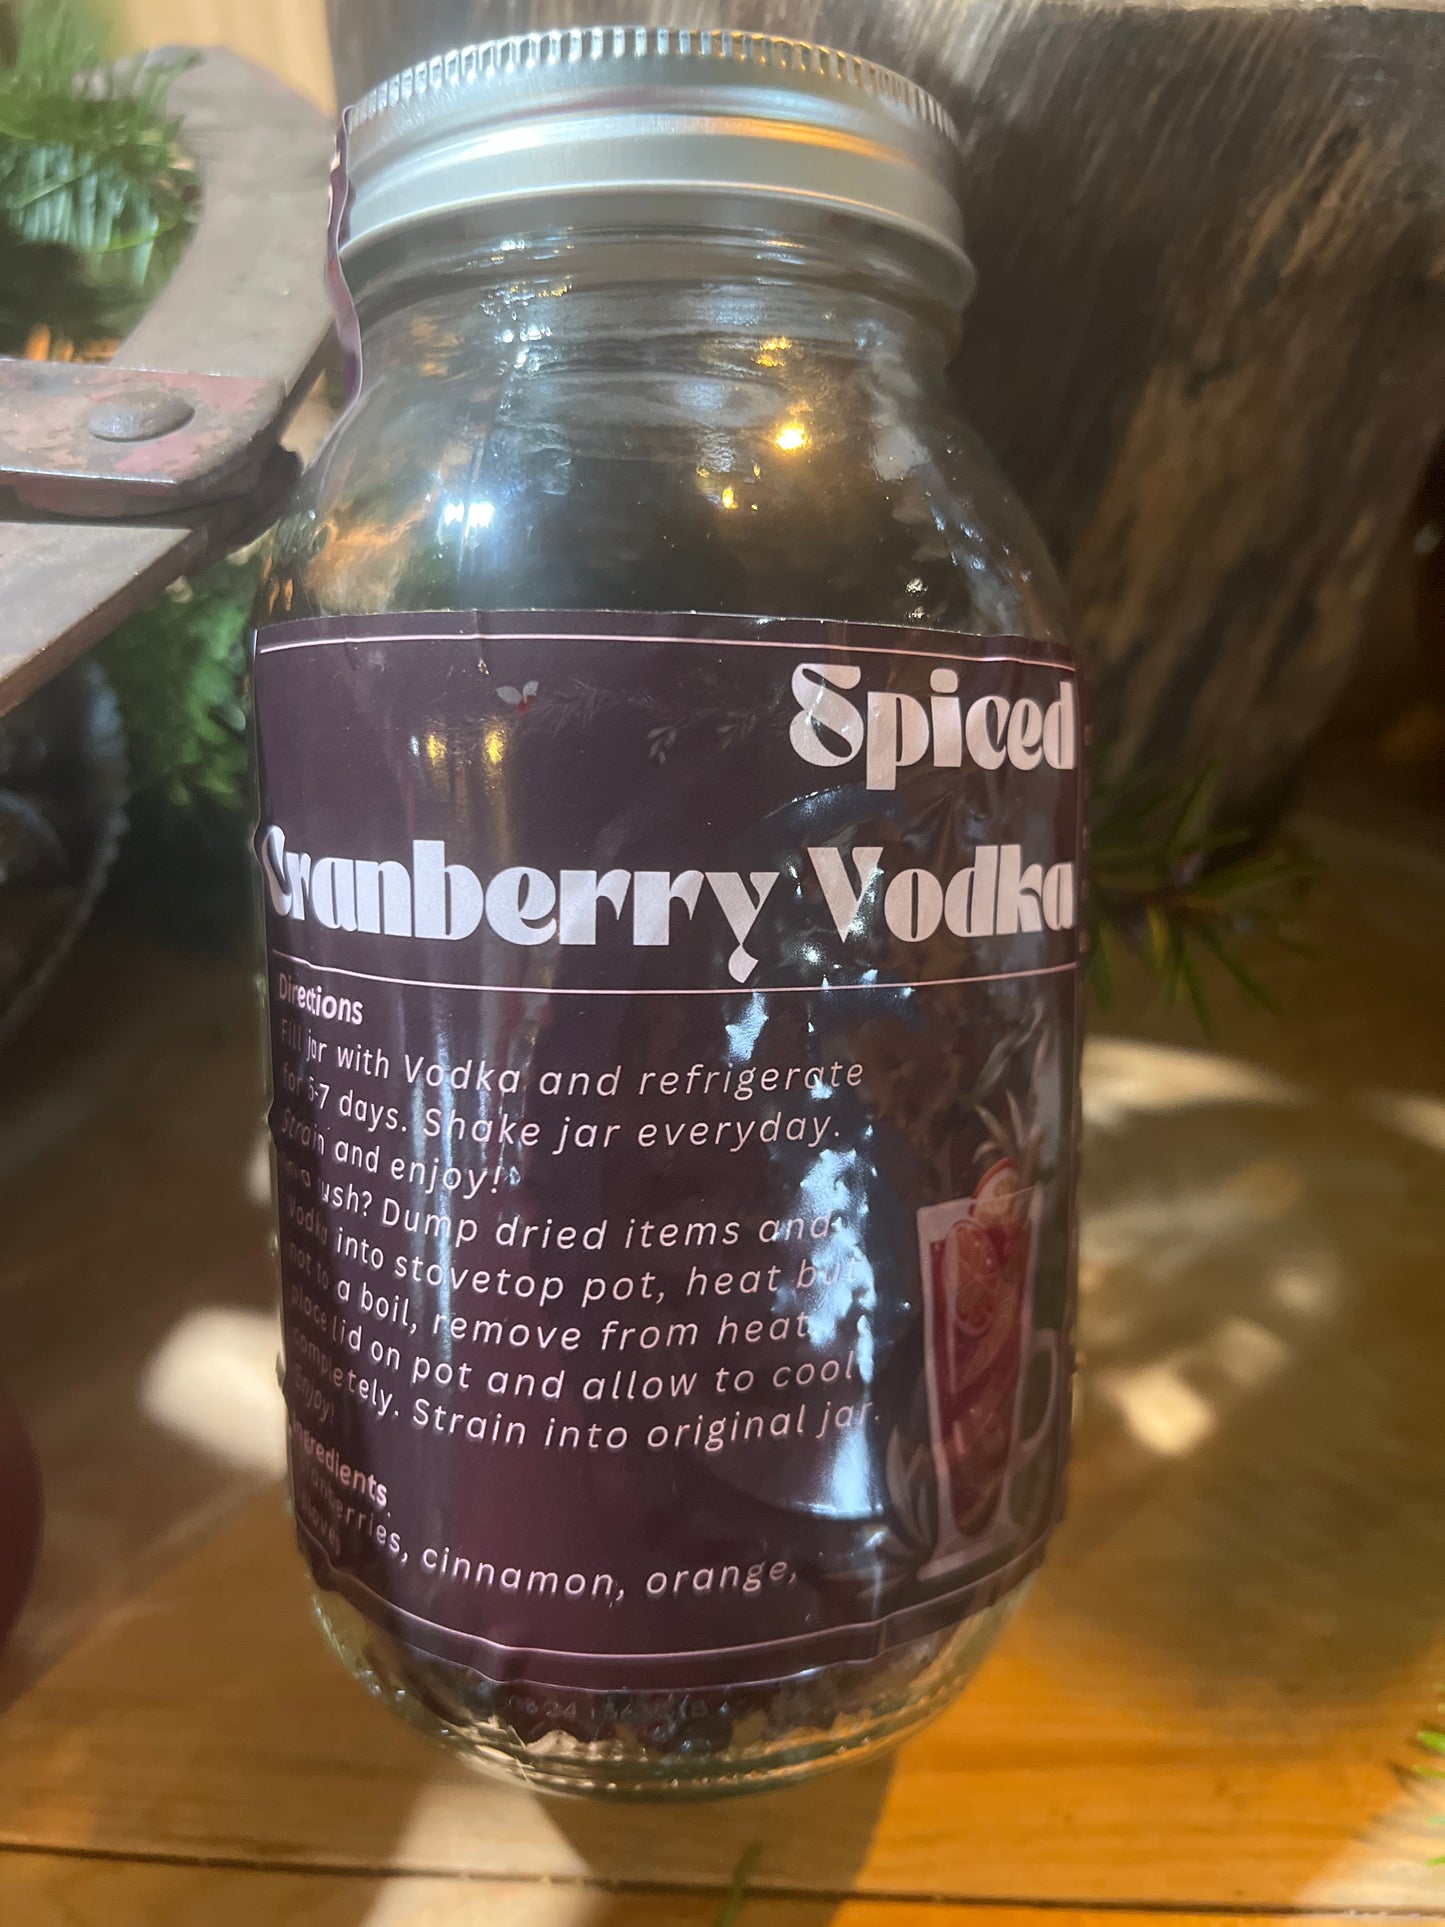 Spiced
Cranberry Vodka
Directions
Fill jar with Vodka and refrigerate
for 5-7 days. Shake jar everyday.
Strain and enjoy!
ush? Dump dried items and
Vodka into stovetop pot, heat but
not to a boil, remove from heat,
place lid on pot and allow to cool
completely. Strain into original jar.
Enjoy!
Ingredients
Cranberries, cinnamon, orange,